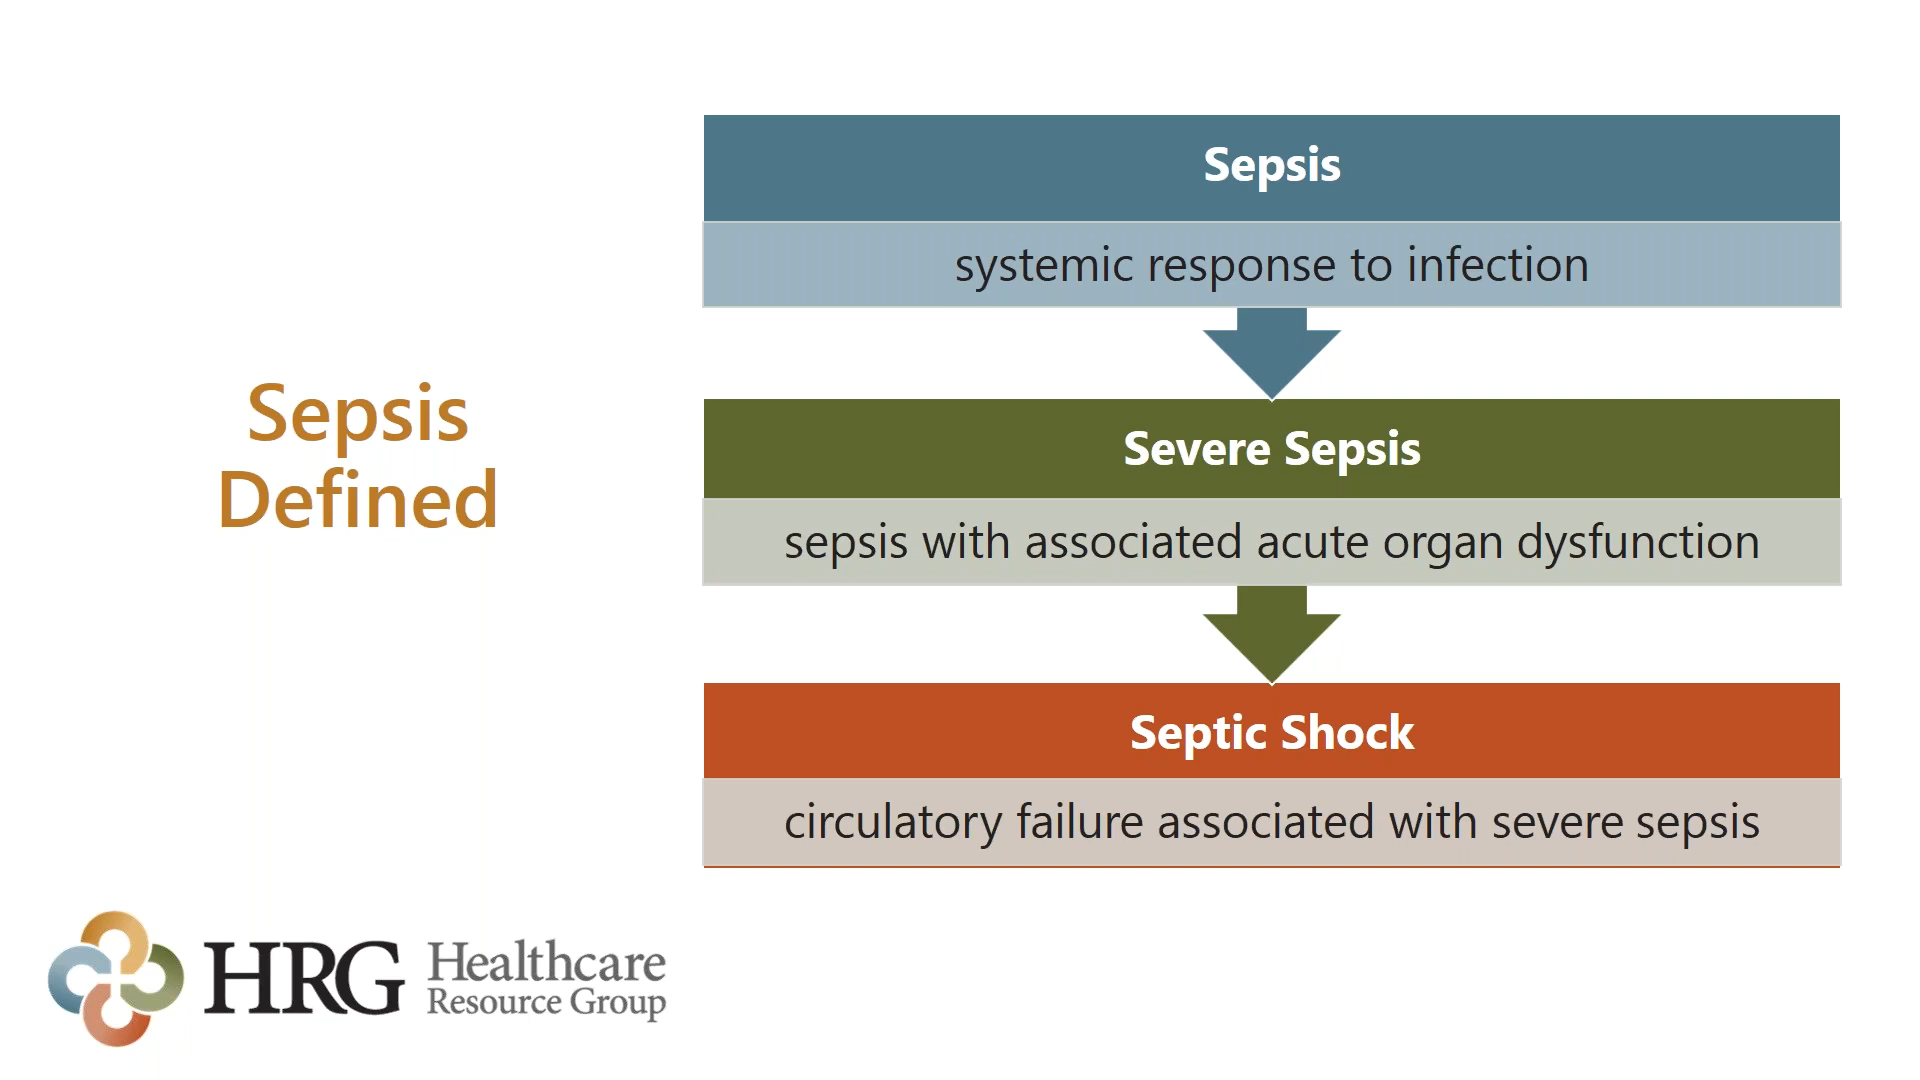 Sepsis
Defined
Sepsis
systemic response to infection
Severe Sepsis
sepsis with associated acute organ dysfunction
Septic Shock
circulatory failure associated with severe sepsis
HRG Healthcare
Resource Group